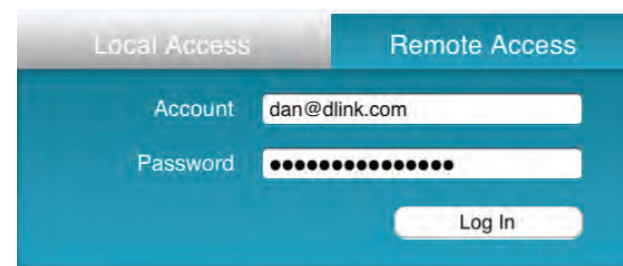 Local Access Remote Access
Account dan@dlink.com
Password ●●●●●●●●●●●●●●●
Log In